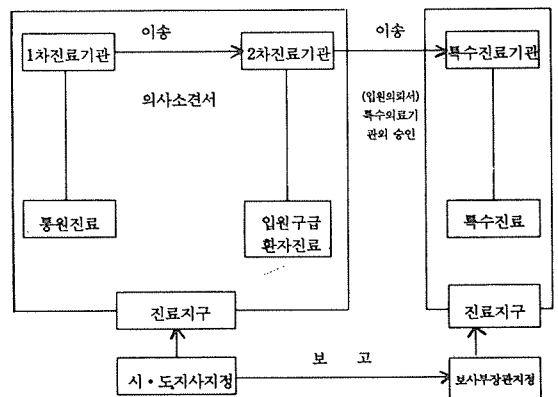 이송
이송
1차진료기관
2차진료기관
특수진료기관
의사소견서
(입원의뢰서)
특수의료기
관의 승인
통원진료
입원구급
환자진료
특수진료
진료지구
진료지구
보 고
시·도지사지정
보사부장관지정